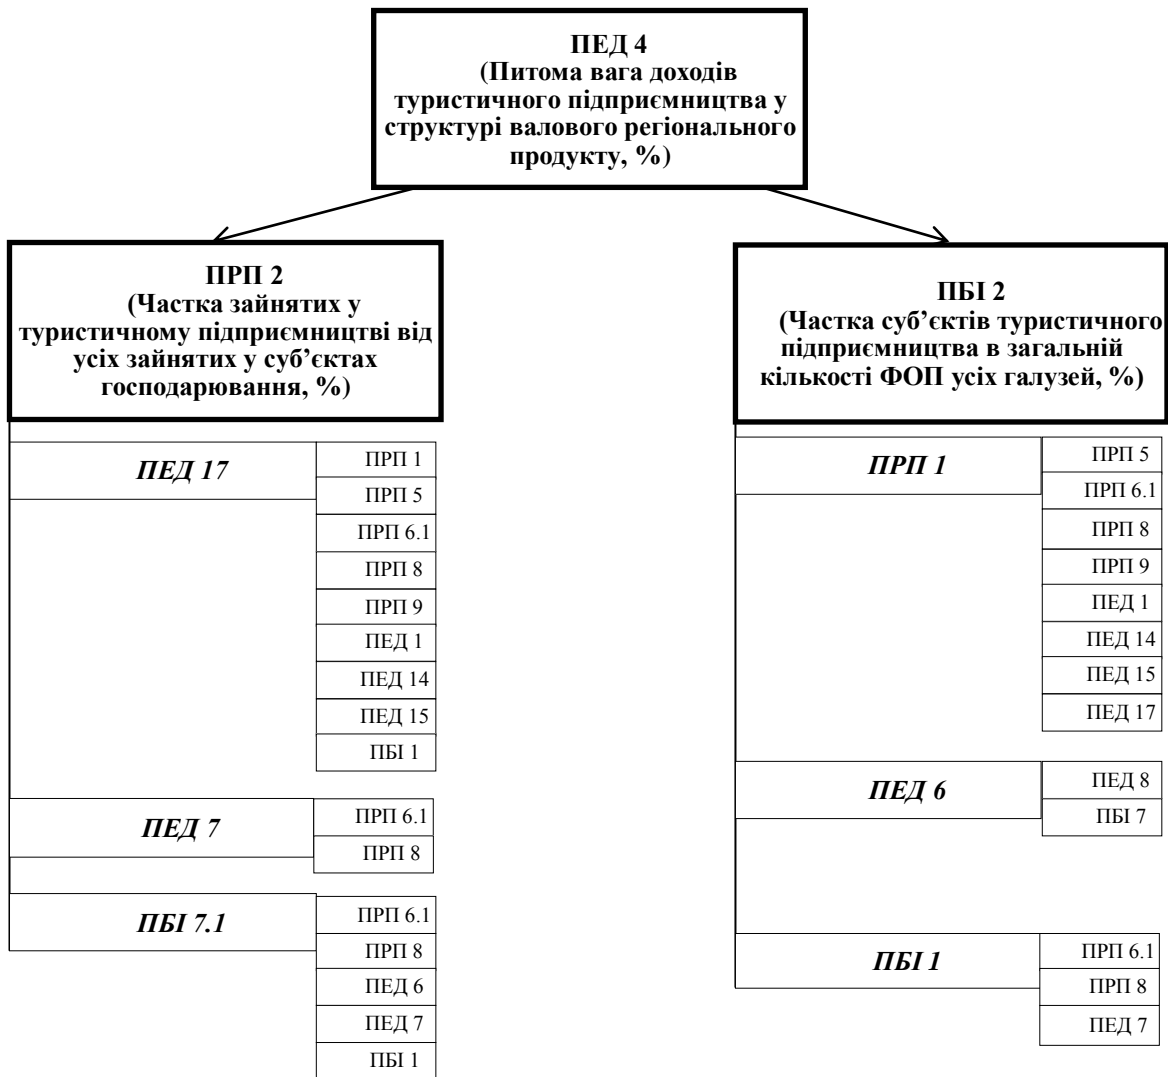 ПЕД 4
(Питома вага доходів
туристичного підприємництва у
структурі валового регіонального
продукту, %)
ПРП 2
(Частка зайнятих у
туристичному підприємництві від
усіх зайнятих у суб’єктах
господарювання, %)
ПЕД 17
ПРП 1
ПРП 5
ПРП 6.1
ПРП 8
ПРП 9
ПЕД 1
ПЕД 14
ПЕД 15
ПБІ 1
ПЕД 7
ПРП 6.1
ПРП 8
ПБІ 7.1
ПРП 6.1
ПРП 8
ПЕД 6
ПЕД 7
ПБІ 1
ПБІ 2
(Частка суб’єктів туристичного
підприємництва в загальній
кількості ФОП усіх галузей, %)
ПРП 1
ПРП 5
ПРП 6.1
ПРП 8
ПРП 9
ПЕД 1
ПЕД 14
ПЕД 15
ПЕД 17
ПЕД 6
ПЕД 8
ПБІ 7
ПБІ 1
ПРП 6.1
ПРП 8
ПЕД 7